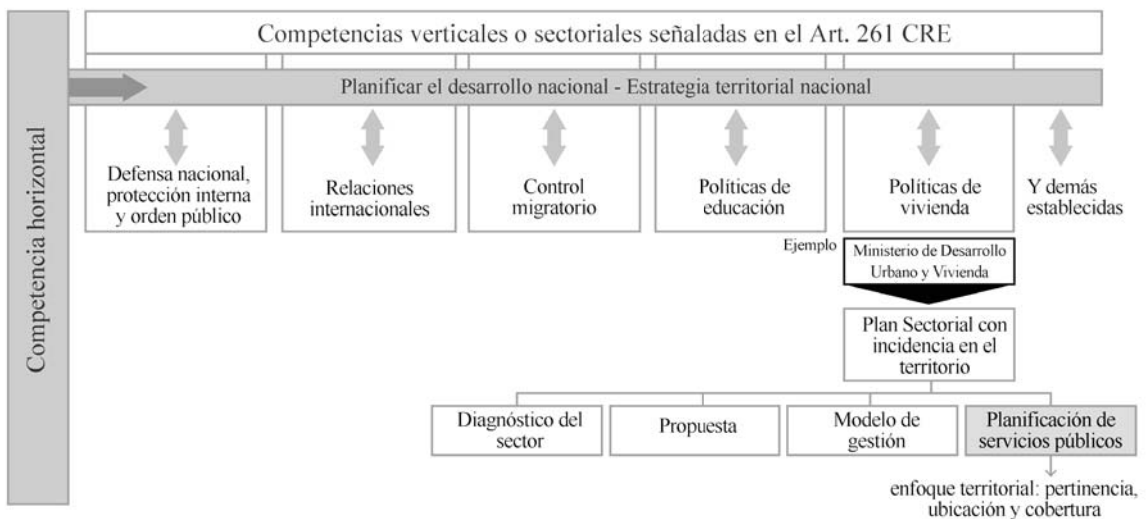 Competencias verticales o sectoriales señaladas en el Art. 261 CRE
Competencia horizontal
Planificar el desarrollo nacional - Estrategia territorial nacional
Defensa nacional,
protección interna
y orden público
Relaciones
internacionales
Control
migratorio
Políticas de
educación
Políticas de
vivienda
Y demás
establecidas
Ejemplo
Ministerio de Desarrollo
Urbano y Vivienda
Plan Sectorial con
incidencia en el
territorio
Diagnóstico del
sector
Propuesta
Modelo de
gestión
Planificación de
servicios públicos
enfoque territorial: pertinencia,
ubicación y cobertura